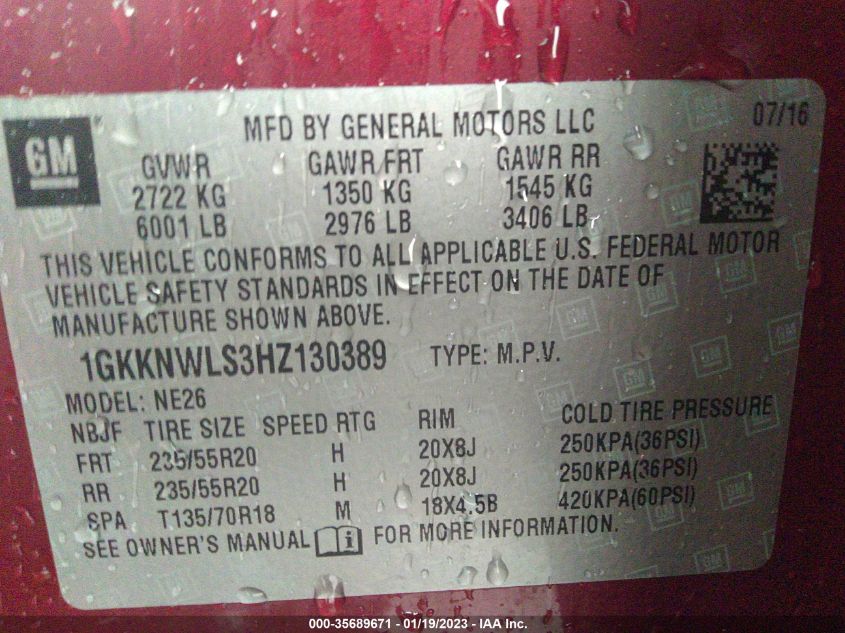 GM
MFD BY GENERAL MOTORS LLC
07/16
GVWR GAWR FRT GAWR RR
2722 KG 1350 KG 1545 KG
6001 LB 2976 LB 3406 LB
THIS VEHICLE CONFORMS TO ALL APPLICABLE U.S. FEDERAL MOTOR
VEHICLE SAFETY STANDARDS IN EFFECT ON THE DATE OF
MANUFACTURE SHOWN ABOVE.
1GKKNWLS3HZ130389 TYPE: M.P.V.
MODEL: NE26
NBJF TIRE SIZE SPEED RTG RIM COLD TIRE PRESSURE
FRT 235/55R20 H 20X8J 250KPA(36PSI)
RR 235/55R20 H 20X8J 250KPA(36PSI)
SPA T135/70R18 M 18X4.5B 420KPA(60PSI)
SEE OWNER'S MANUAL i FOR MORE INFORMATION.
000-35689671 - 01/19/2023 - IAA Inc.